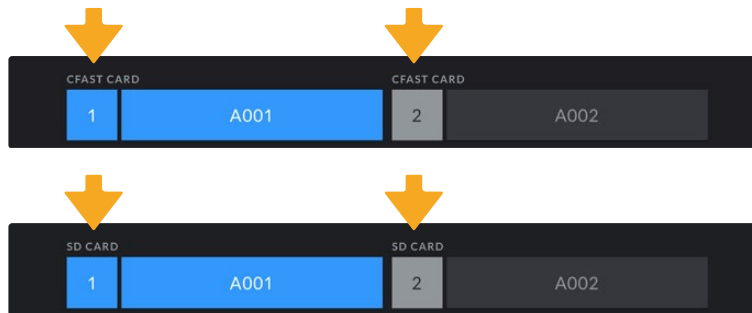 CFAST CARD CFAST CARD
1 A001 2 A002
SD CARD SD CARD
1 A001 2 A002